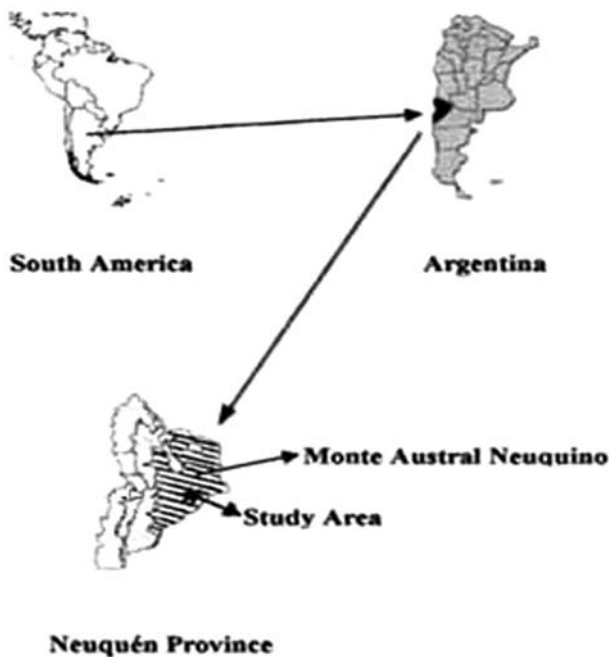 South America
Argentina
Monte Austral Neuquino
Study Area
Neuquén Province